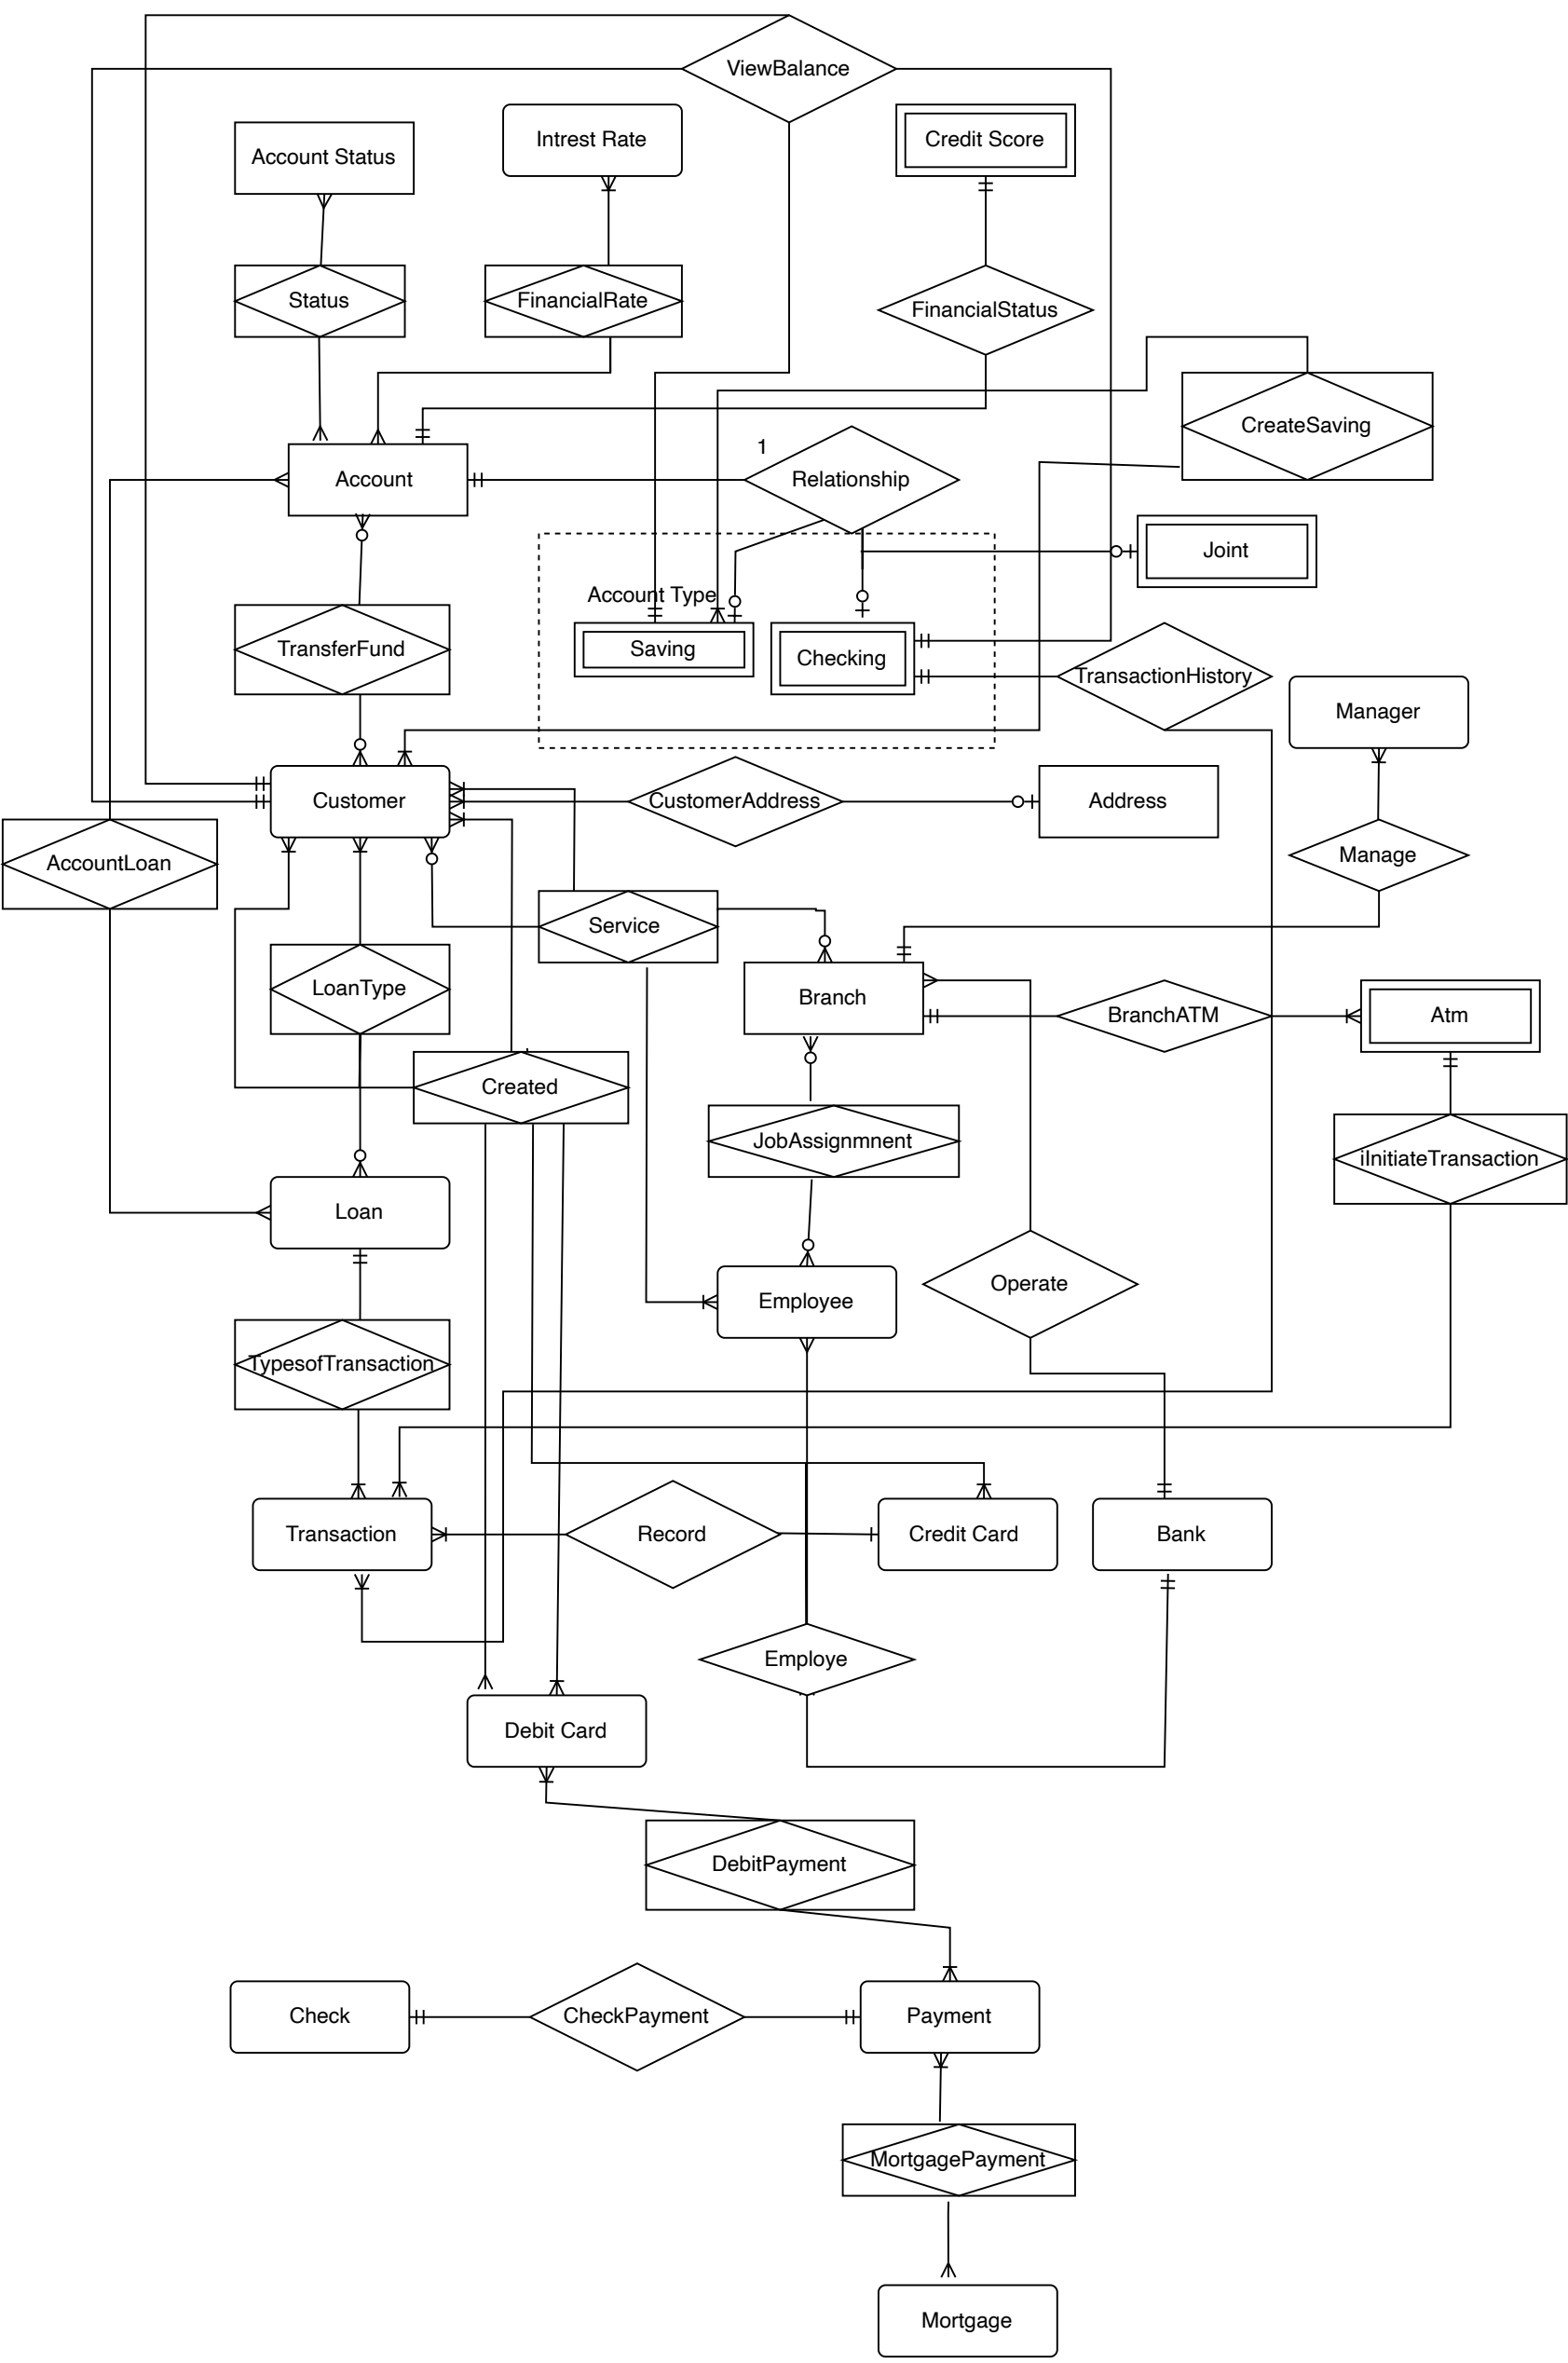 ViewBalance
Intrest Rate
Credit Score
Account Status
Status
FinancialRate
FinancialStatus
CreateSaving
1
Account
Relationship
Joint
Account Type
TransferFund
Saving
Checking
TransactionHistory
Manager
Customer
CustomerAddress
Address
AccountLoan
Manage
Service
LoanType
Branch
BranchATM
Atm
Created
JobAssignmnent
iInitiateTransaction
Loan
Employee
Operate
TypesofTransaction
Transaction
Record
Credit Card
Bank
Employe
Debit Card
DebitPayment
Check
CheckPayment
Payment
MortgagePayment
Mortgage